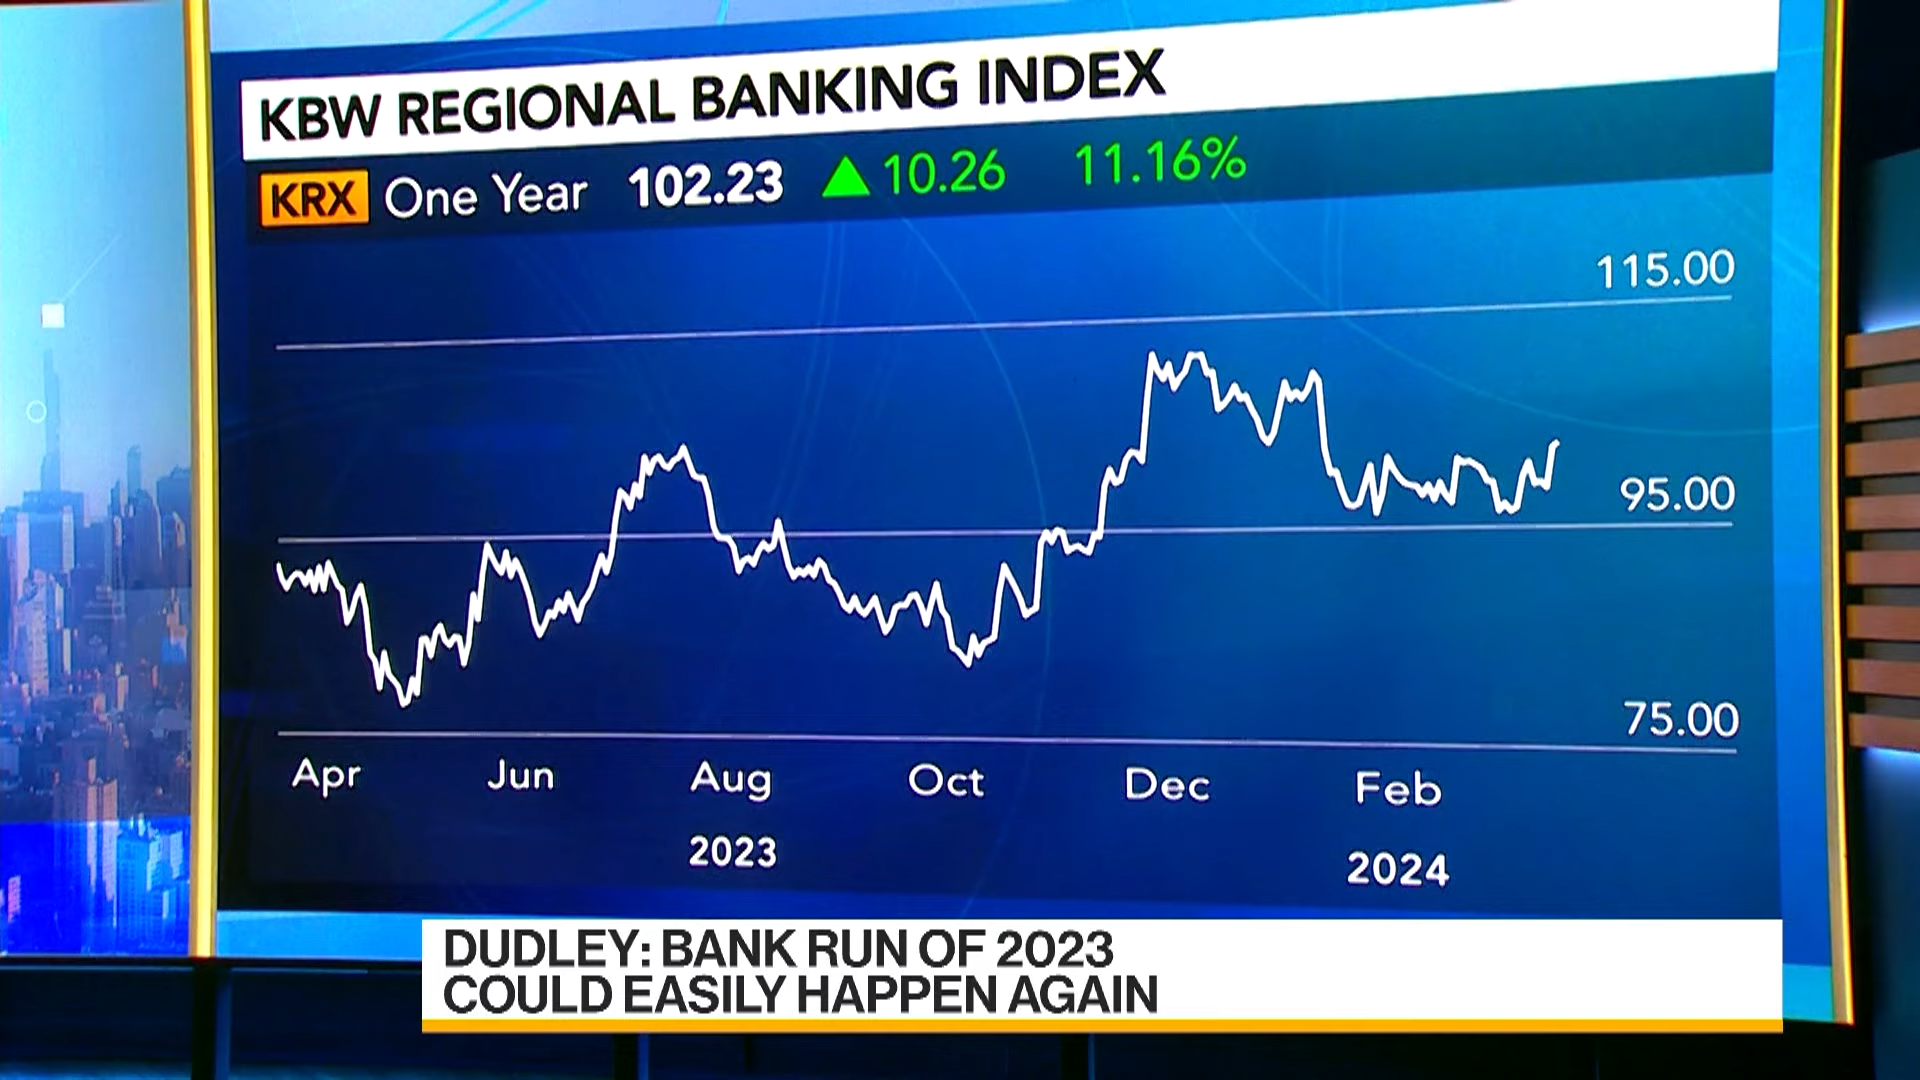 KBW REGIONAL BANKING INDEX
KRX One Year 102.23 ▲ 10.26 11.16%
115.00
95.00
75.00
Apr Jun Aug Oct Dec Feb
2023 2024
DUDLEY: BANK RUN OF 2023
COULD EASILY HAPPEN AGAIN